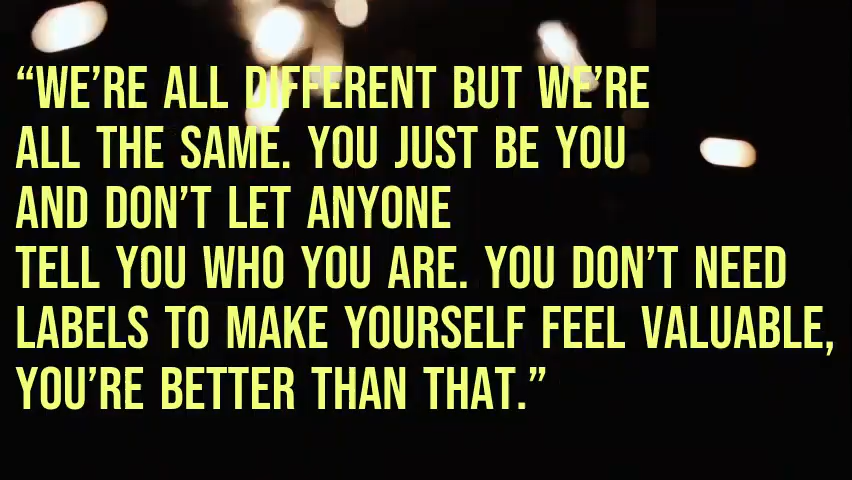 “WE’RE ALL DIFFERENT BUT WE’RE
ALL THE SAME. YOU JUST BE YOU
AND DON’T LET ANYONE
TELL YOU WHO YOU ARE. YOU DON’T NEED
LABELS TO MAKE YOURSELF FEEL VALUABLE,
YOU’RE BETTER THAN THAT.”